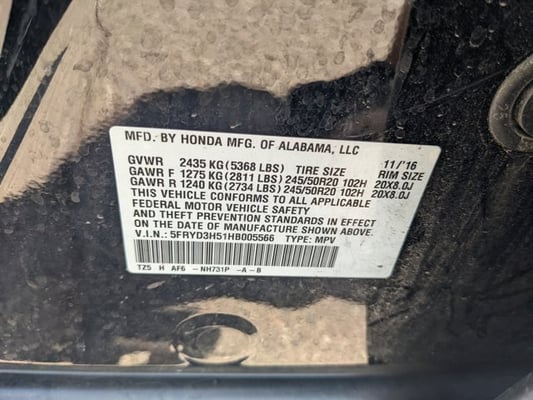 MFD. BY HONDA MFG. OF ALABAMA, LLC
GVWR 2435 KG (5368 LBS) TIRE SIZE 11/'16 RIM SIZE
GAWR F 1275 KG (2811 LBS) 245/50R20 102H 20X8.0J
GAWR R 1240 KG (2734 LBS) 245/50R20 102H 20X8.0J
THIS VEHICLE CONFORMS TO ALL APPLICABLE
FEDERAL MOTOR VEHICLE SAFETY
AND THEFT PREVENTION STANDARDS IN EFFECT
ON THE DATE OF MANUFACTURE SHOWN ABOVE.
V.I.N.: 5FRYD3H51HB005566 TYPE: MPV
TZ5 H AF6 -NH731P -A -B